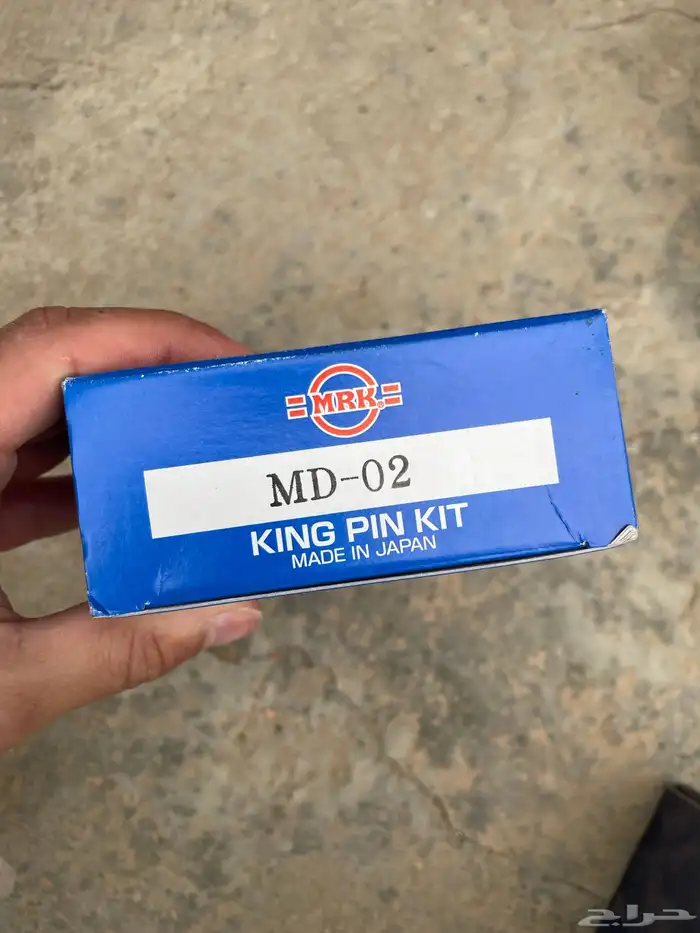 MRK®
MD-02
KING PIN KIT
MADE IN JAPAN
حراج